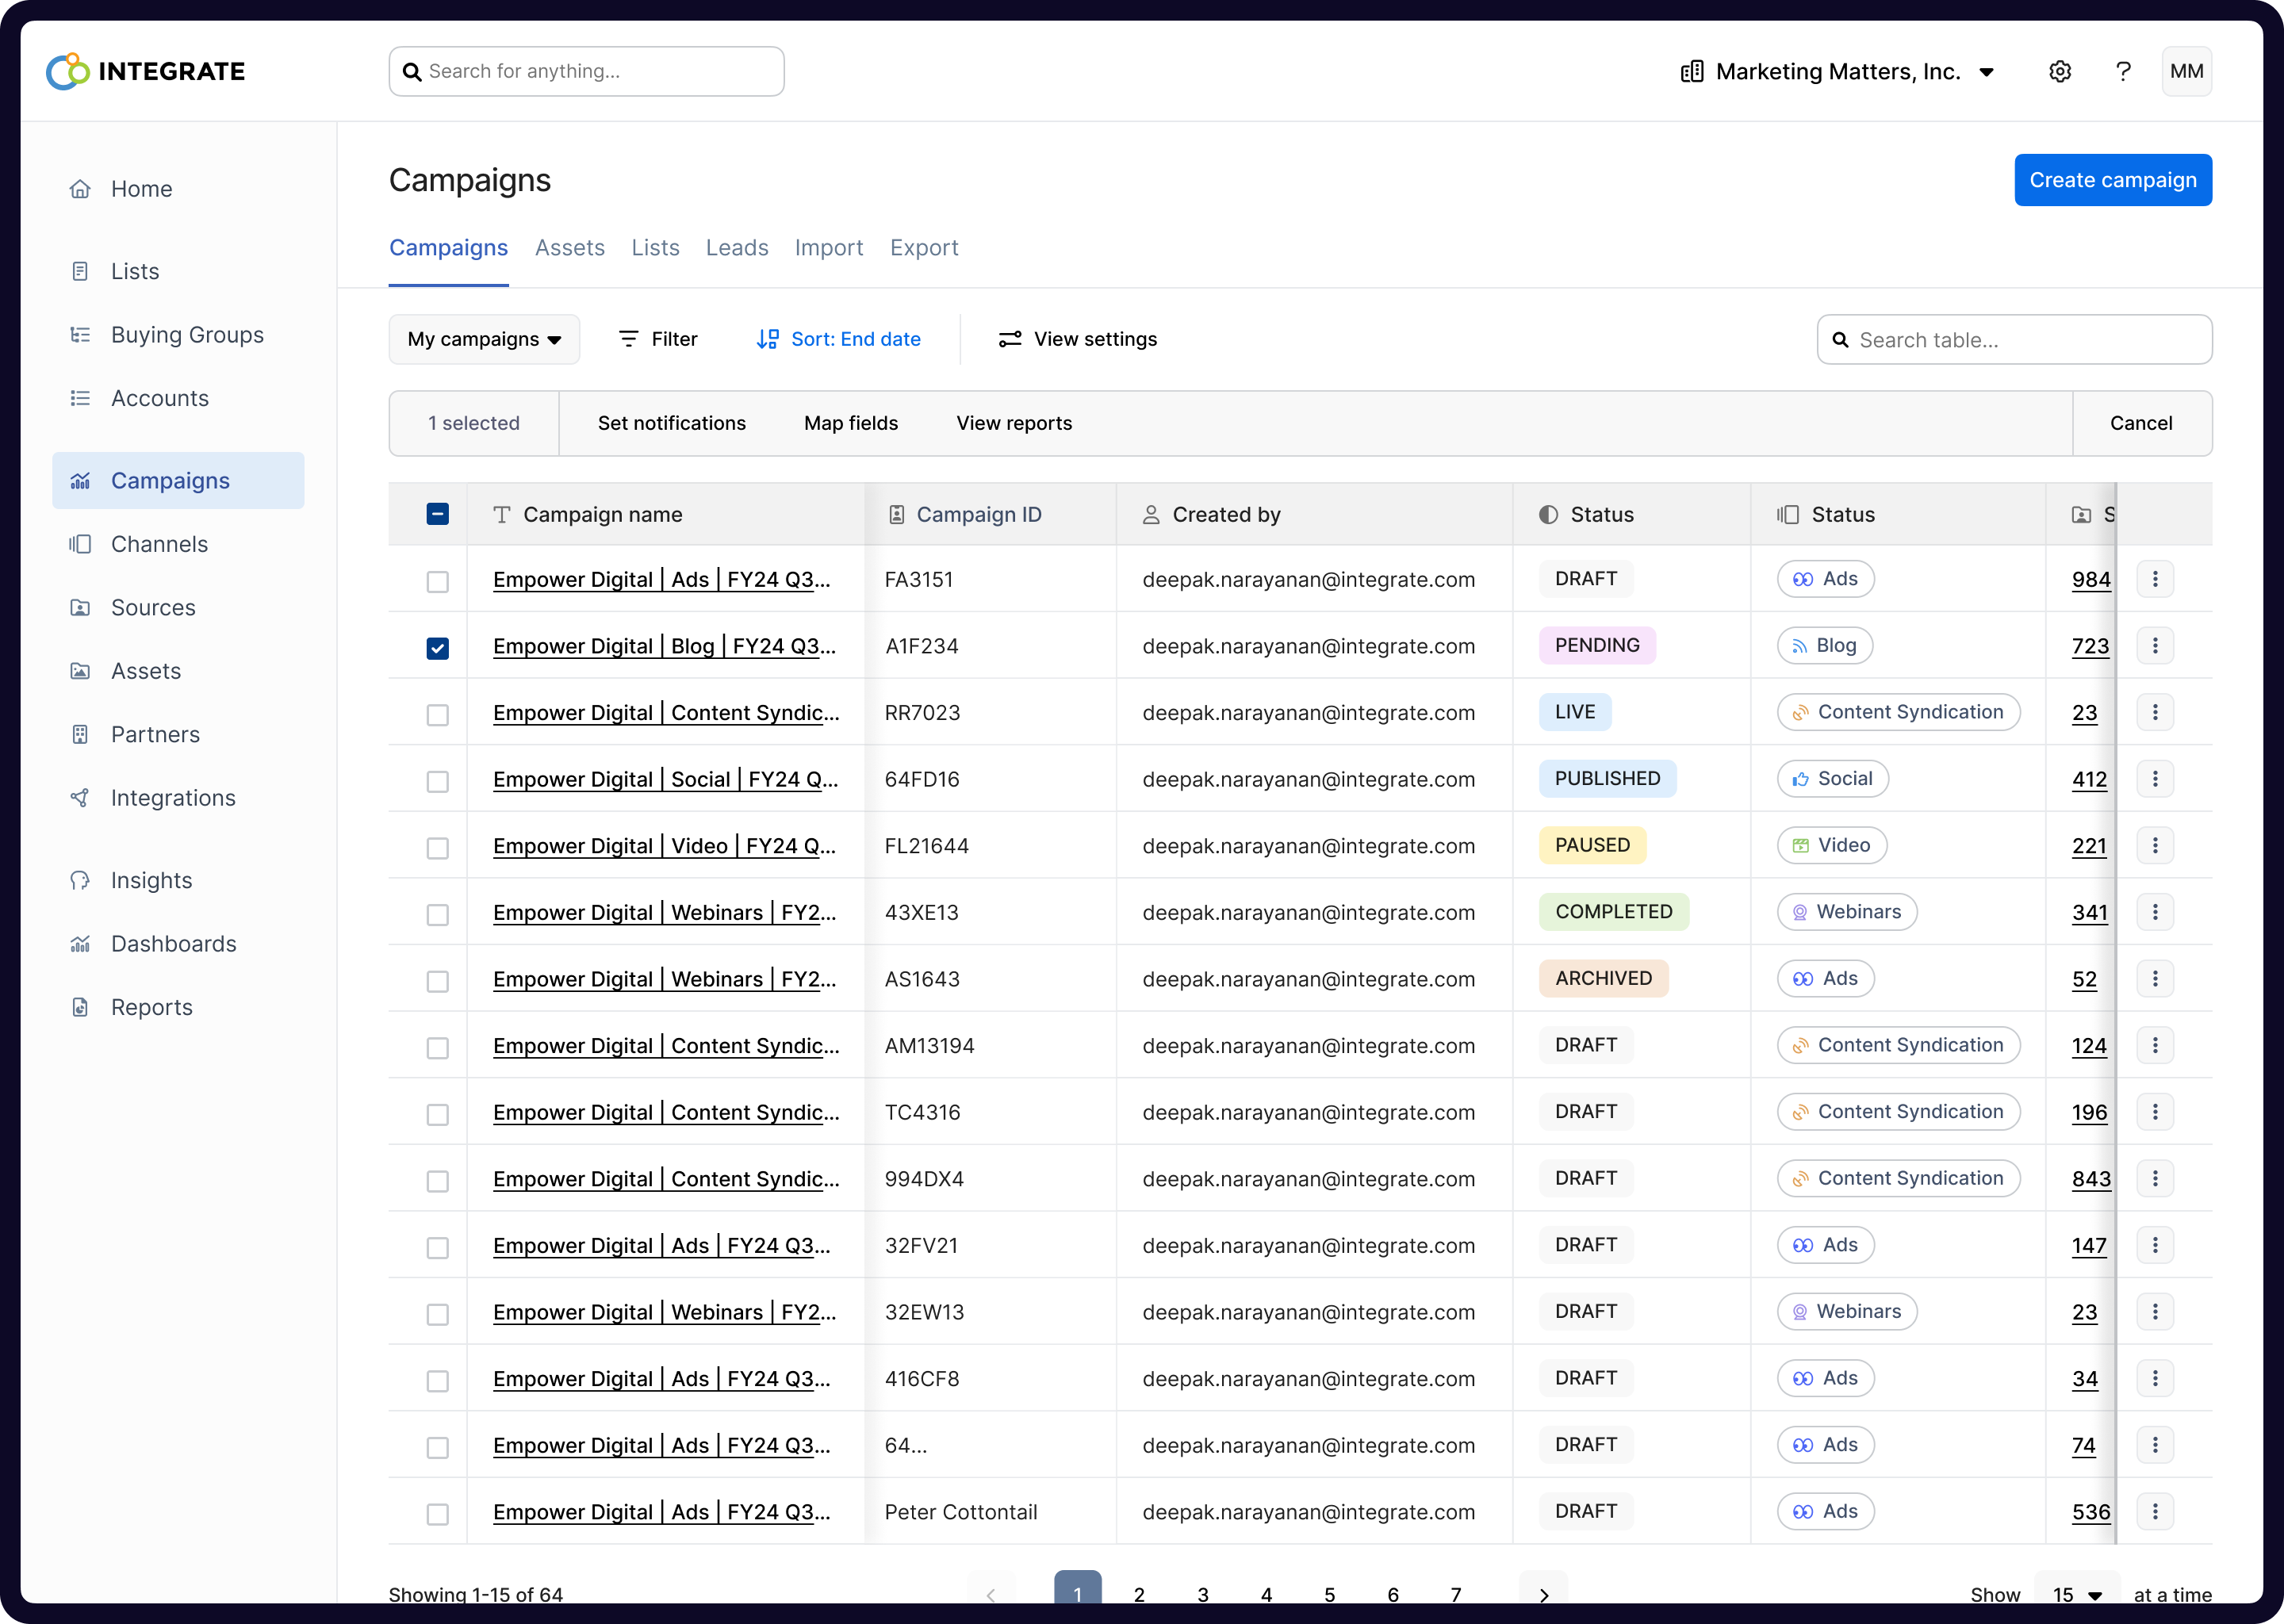 INTEGRATE
Search for anything...
Marketing Matters, Inc.
?
MM
Home
Lists
Buying Groups
Accounts
Campaigns
Channels
Sources
Assets
Partners
Integrations
Insights
Dashboards
Reports
Campaigns
Create campaign
Campaigns Assets Lists Leads Import Export
My campaigns Filter Sort: End date View settings Search table...
1 selected Set notifications Map fields View reports Cancel
Campaign name Campaign ID Created by Status Status S
Empower Digital | Ads | FY24 Q3... FA3151 deepak.narayanan@integrate.com DRAFT Ads 984
Empower Digital | Blog | FY24 Q3... A1F234 deepak.narayanan@integrate.com PENDING Blog 723
Empower Digital | Content Syndic... RR7023 deepak.narayanan@integrate.com LIVE Content Syndication 23
Empower Digital | Social | FY24 Q... 64FD16 deepak.narayanan@integrate.com PUBLISHED Social 412
Empower Digital | Video | FY24 Q... FL21644 deepak.narayanan@integrate.com PAUSED Video 221
Empower Digital | Webinars | FY2... 43XE13 deepak.narayanan@integrate.com COMPLETED Webinars 341
Empower Digital | Webinars | FY2... AS1643 deepak.narayanan@integrate.com ARCHIVED Ads 52
Empower Digital | Content Syndic... AM13194 deepak.narayanan@integrate.com DRAFT Content Syndication 124
Empower Digital | Content Syndic... TC4316 deepak.narayanan@integrate.com DRAFT Content Syndication 196
Empower Digital | Content Syndic... 994DX4 deepak.narayanan@integrate.com DRAFT Content Syndication 843
Empower Digital | Ads | FY24 Q3... 32FV21 deepak.narayanan@integrate.com DRAFT Ads 147
Empower Digital | Webinars | FY2... 32EW13 deepak.narayanan@integrate.com DRAFT Webinars 23
Empower Digital | Ads | FY24 Q3... 416CF8 deepak.narayanan@integrate.com DRAFT Ads 34
Empower Digital | Ads | FY24 Q3... 64... deepak.narayanan@integrate.com DRAFT Ads 74
Empower Digital | Ads | FY24 Q3... Peter Cottontail deepak.narayanan@integrate.com DRAFT Ads 536
Showing 1-15 of 64 1 2 3 4 5 6 7 Show 15 at a time